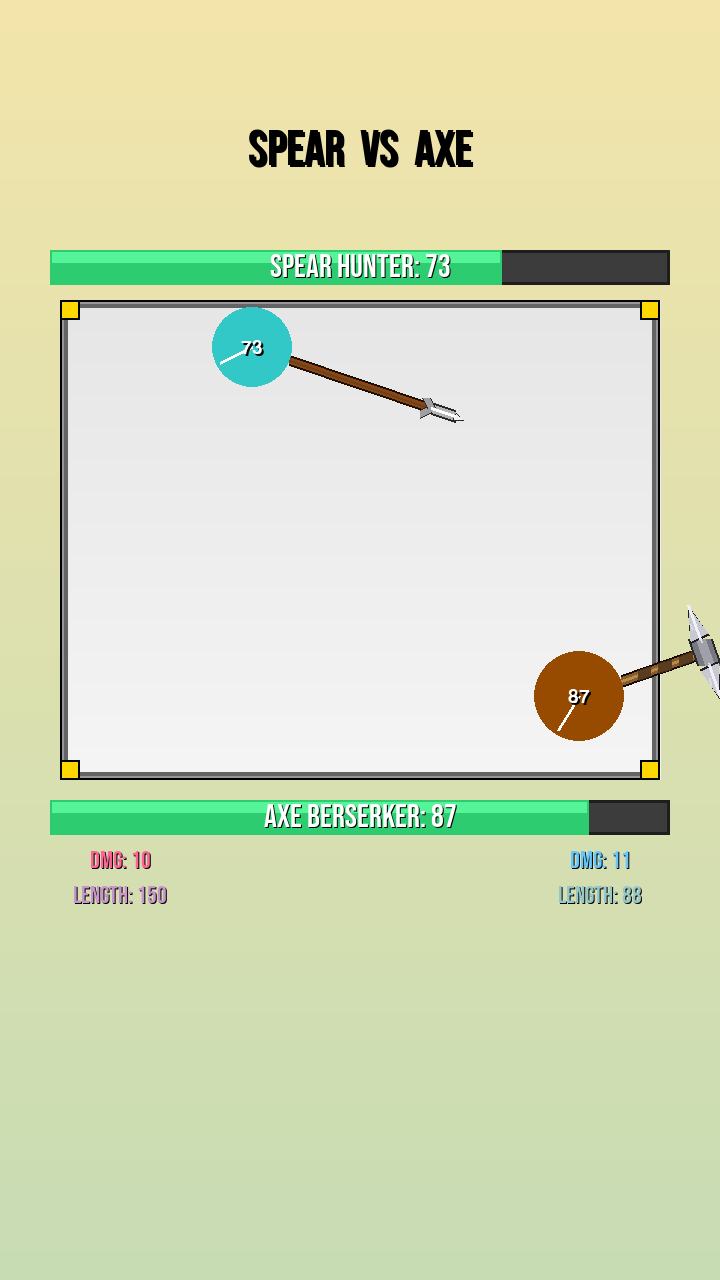 SPEAR VS AXE
SPEAR HUNTER: 73
73
87
AXE BERSERKER: 87
DMG: 10
DMG: 11
LENGTH: 150
LENGTH: 88